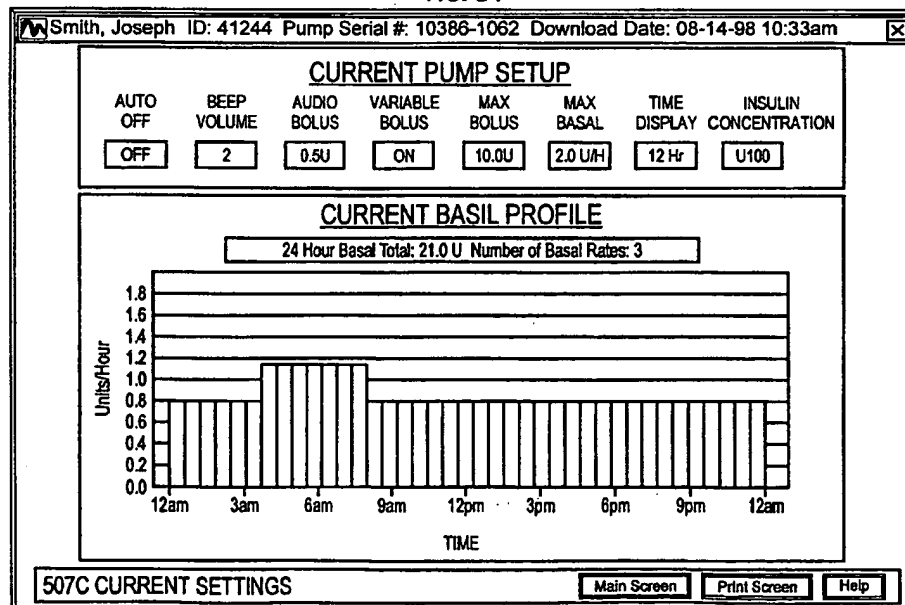 Smith, Joseph ID: 41244 Pump Serial #: 10386-1062 Download Date: 08-14-98 10:33am
CURRENT PUMP SETUP
AUTO OFF BEEP VOLUME AUDIO BOLUS VARIABLE BOLUS MAX BOLUS MAX BASAL TIME DISPLAY INSULIN CONCENTRATION
OFF 2 0.5U ON 10.0U 2.0 U/H 12 Hr U100
CURRENT BASIL PROFILE
24 Hour Basal Total: 21.0 U Number of Basal Rates: 3
Units/Hour
1.8
1.6
1.4
1.2
1.0
0.8
0.6
0.4
0.2
0.0
12am 3am 6am 9am 12pm 3pm 6pm 9pm 12am
TIME
507C CURRENT SETTINGS Main Screen Print Screen Help